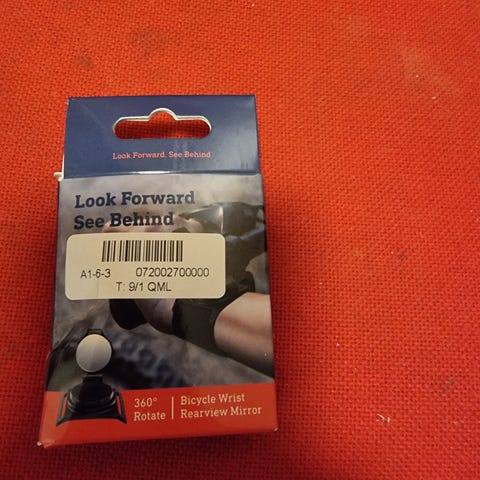 Look Forward. See Behind
Look Forward
See Behind
A1-6-3 072002700000
T: 9/1 QML
360°
Rotate
Bicycle Wrist
Rearview Mirror